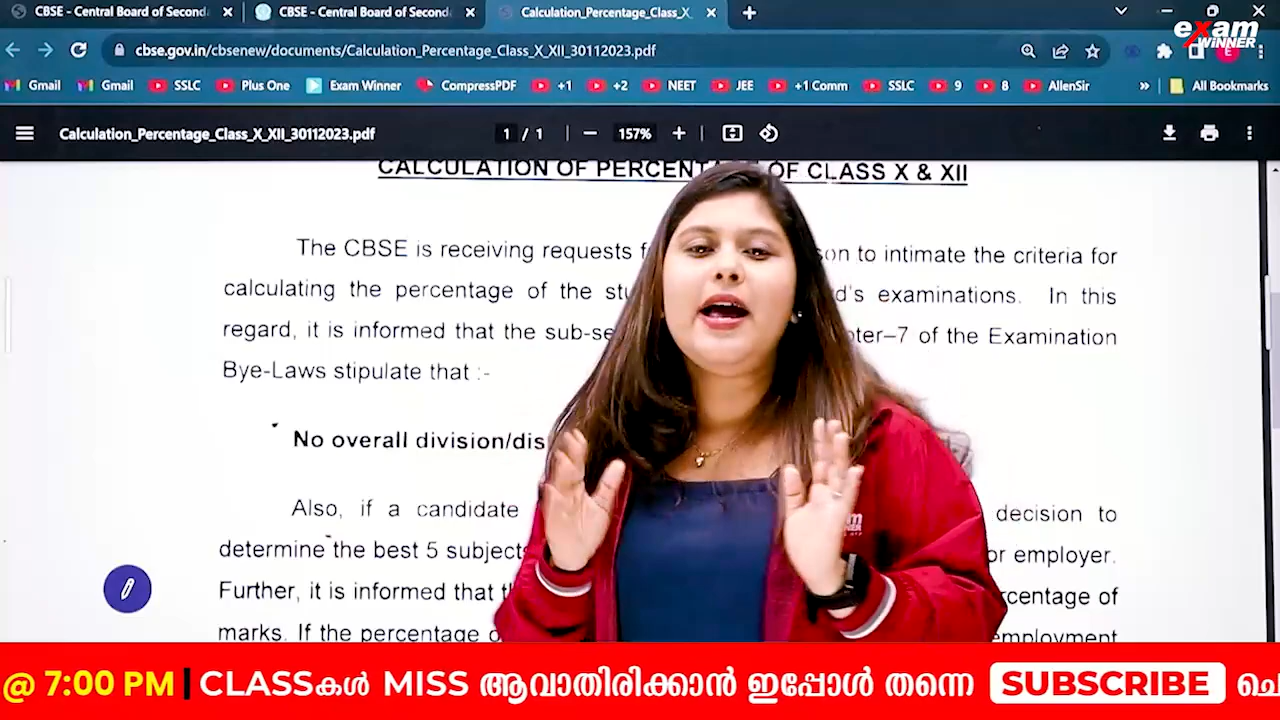 CBSE – Central Board of Second
CBSE – Central Board of Second
Calculation_Percentage_Class_X_
exam
WINNER
cbse.gov.in/cbsenew/documents/Calculation_Percentage_Class_X_XII_30112023.pdf
E
Gmail
Gmail
SSLC
Plus One
Exam Winner
CompressPDF
+1
+2
NEET
JEE
+1 Comm
SSLC
9
8
AllenSir
»
All Bookmarks
Calculation_Percentage_Class_X_XII_30112023.pdf
1 / 1
157%
CALCULATION OF PERCENT OF CLASS X & XII
The CBSE is receiving requests son to intimate the criteria for
calculating the percentage of the stu d's examinations. In this
regard, it is informed that the sub-se pter–7 of the Examination
Bye-Laws stipulate that :-
No overall division/dis
Also, if a candidate decision to
determine the best 5 subjects or employer.
Further, it is informed that rcentage of
marks. If the percentage employment
@ 7:00 PM | CLASSകൾ MISS ആവാതിരിക്കാൻ ഇപ്പോൾ തന്നെ SUBSCRIBE ചെ